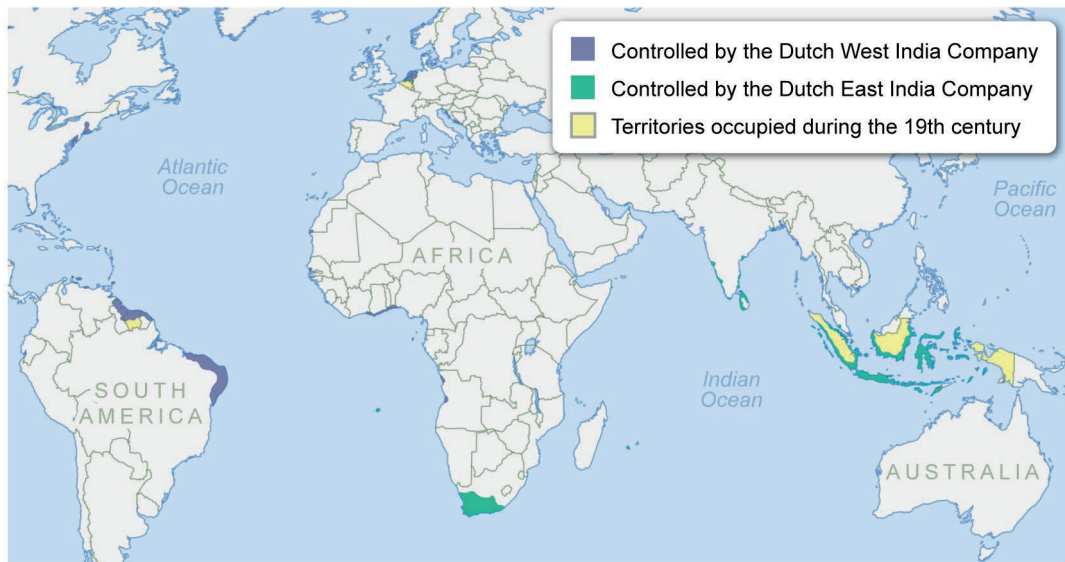 Controlled by the Dutch West India Company
Controlled by the Dutch East India Company
Territories occupied during the 19th century
Atlantic
Ocean
Pacific
Ocean
AFRICA
SOUTH
AMERICA
Indian
Ocean
AUSTRALIA